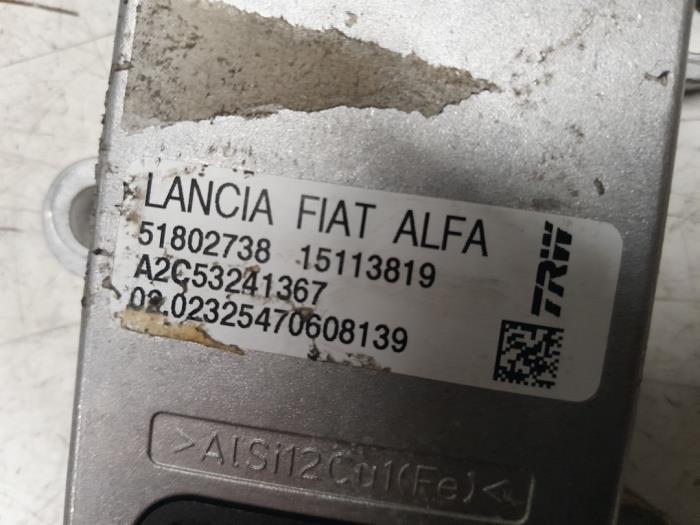 LANCIA FIAT ALFA
51802738 15113819
A2C53241367
02.02325470608139
TRW
>AlSi12Cu1(Fe)<